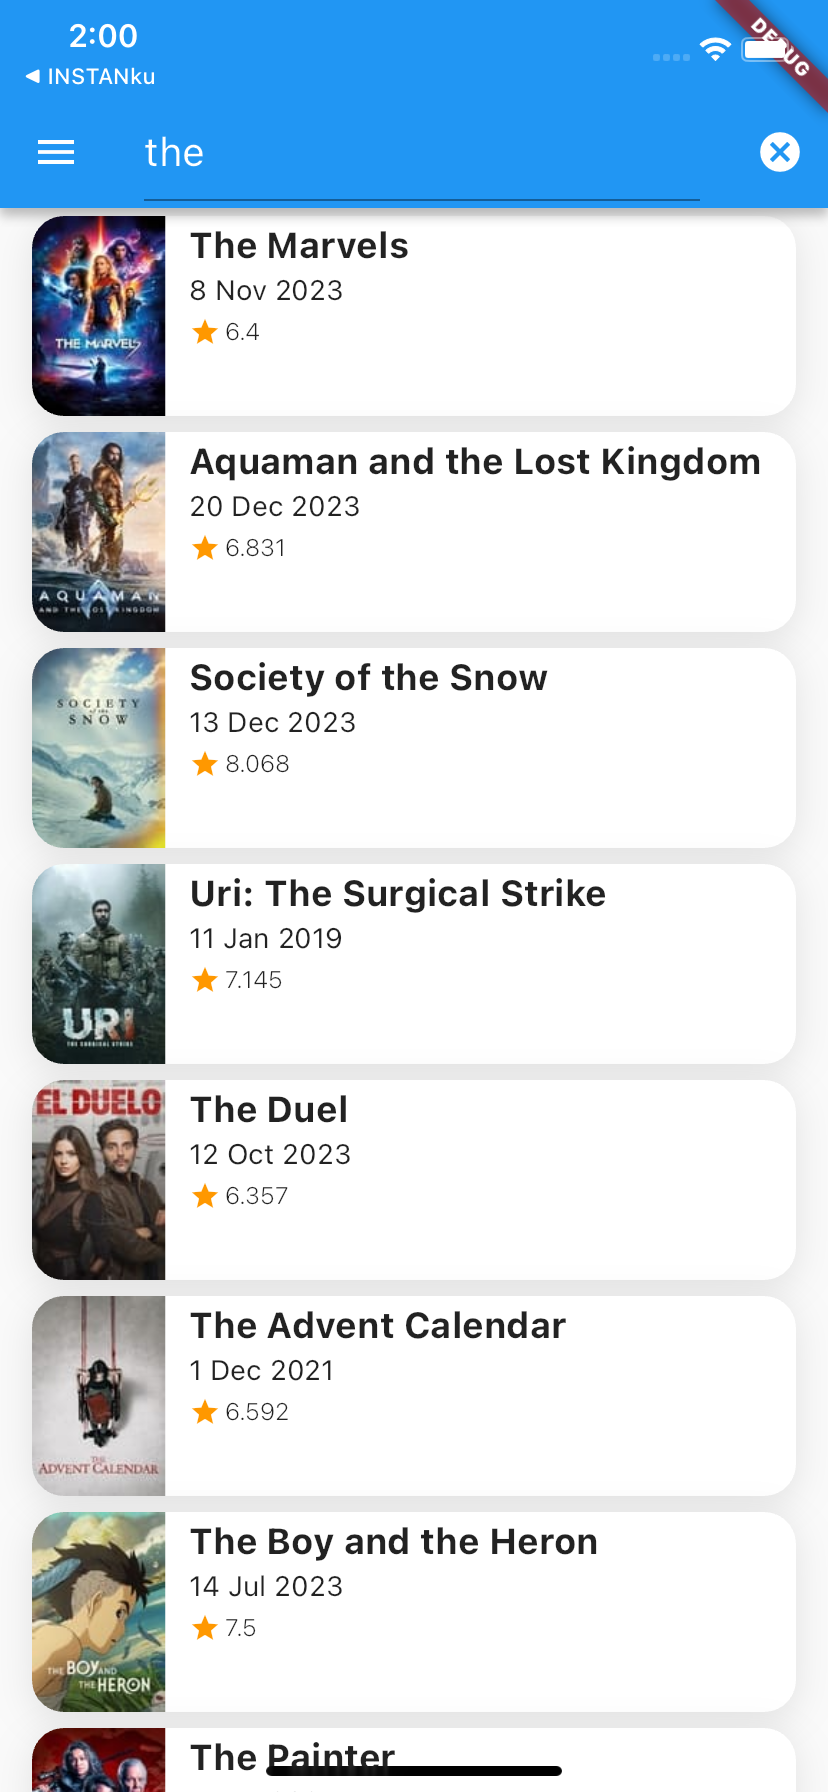 2:00
DEBUG
◀ INSTANku
the
The Marvels
8 Nov 2023
6.4
THE MARVELS
Aquaman and the Lost Kingdom
20 Dec 2023
6.831
AQUAMAN
AND THE LOST KINGDOM
Society of the Snow
13 Dec 2023
8.068
SOCIETY
of the
SNOW
Uri: The Surgical Strike
11 Jan 2019
7.145
URI
THE SURGICAL STRIKE
EL DUELO
The Duel
12 Oct 2023
6.357
The Advent Calendar
1 Dec 2021
6.592
THE
ADVENT CALENDAR
The Boy and the Heron
14 Jul 2023
7.5
THE BOY AND
THE HERON
The Painter